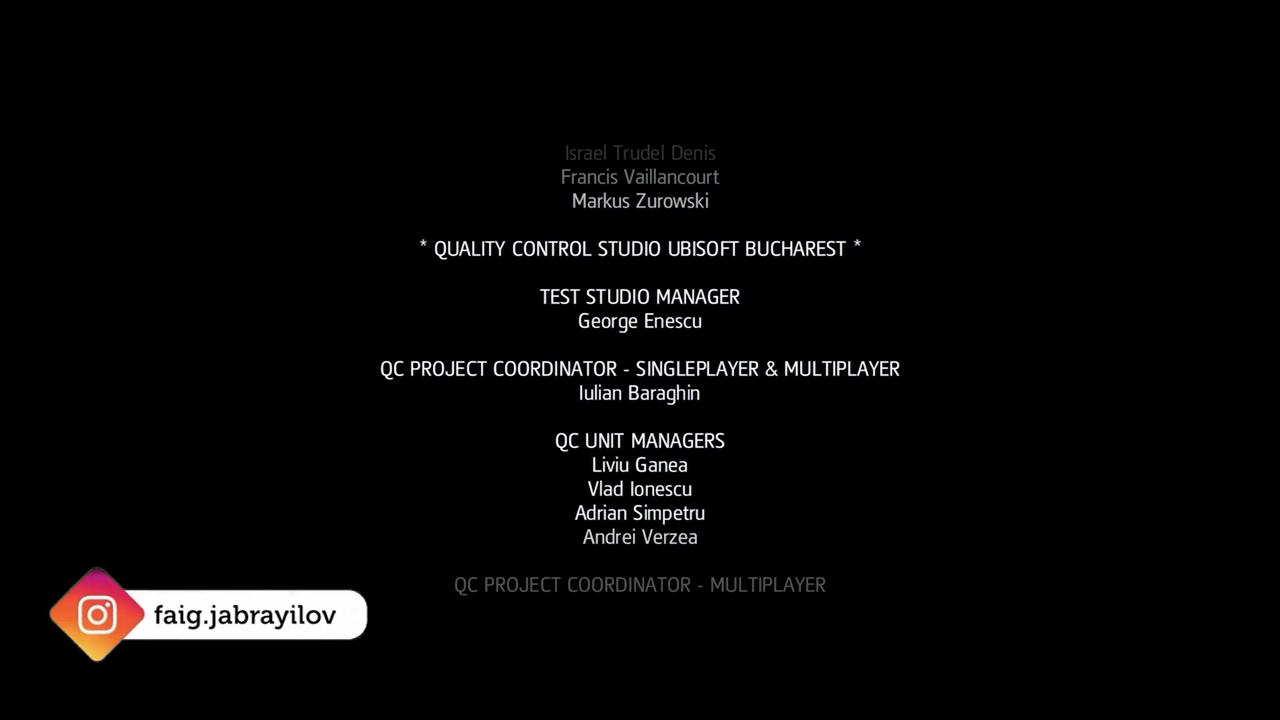 Israel Trudel Denis
Francis Vaillancourt
Markus Zurowski
* QUALITY CONTROL STUDIO UBISOFT BUCHAREST *
TEST STUDIO MANAGER
George Enescu
QC PROJECT COORDINATOR - SINGLEPLAYER & MULTIPLAYER
Iulian Baraghin
QC UNIT MANAGERS
Liviu Ganea
Vlad Ionescu
Adrian Simpetru
Andrei Verzea
QC PROJECT COORDINATOR - MULTIPLAYER
faig.jabrayilov